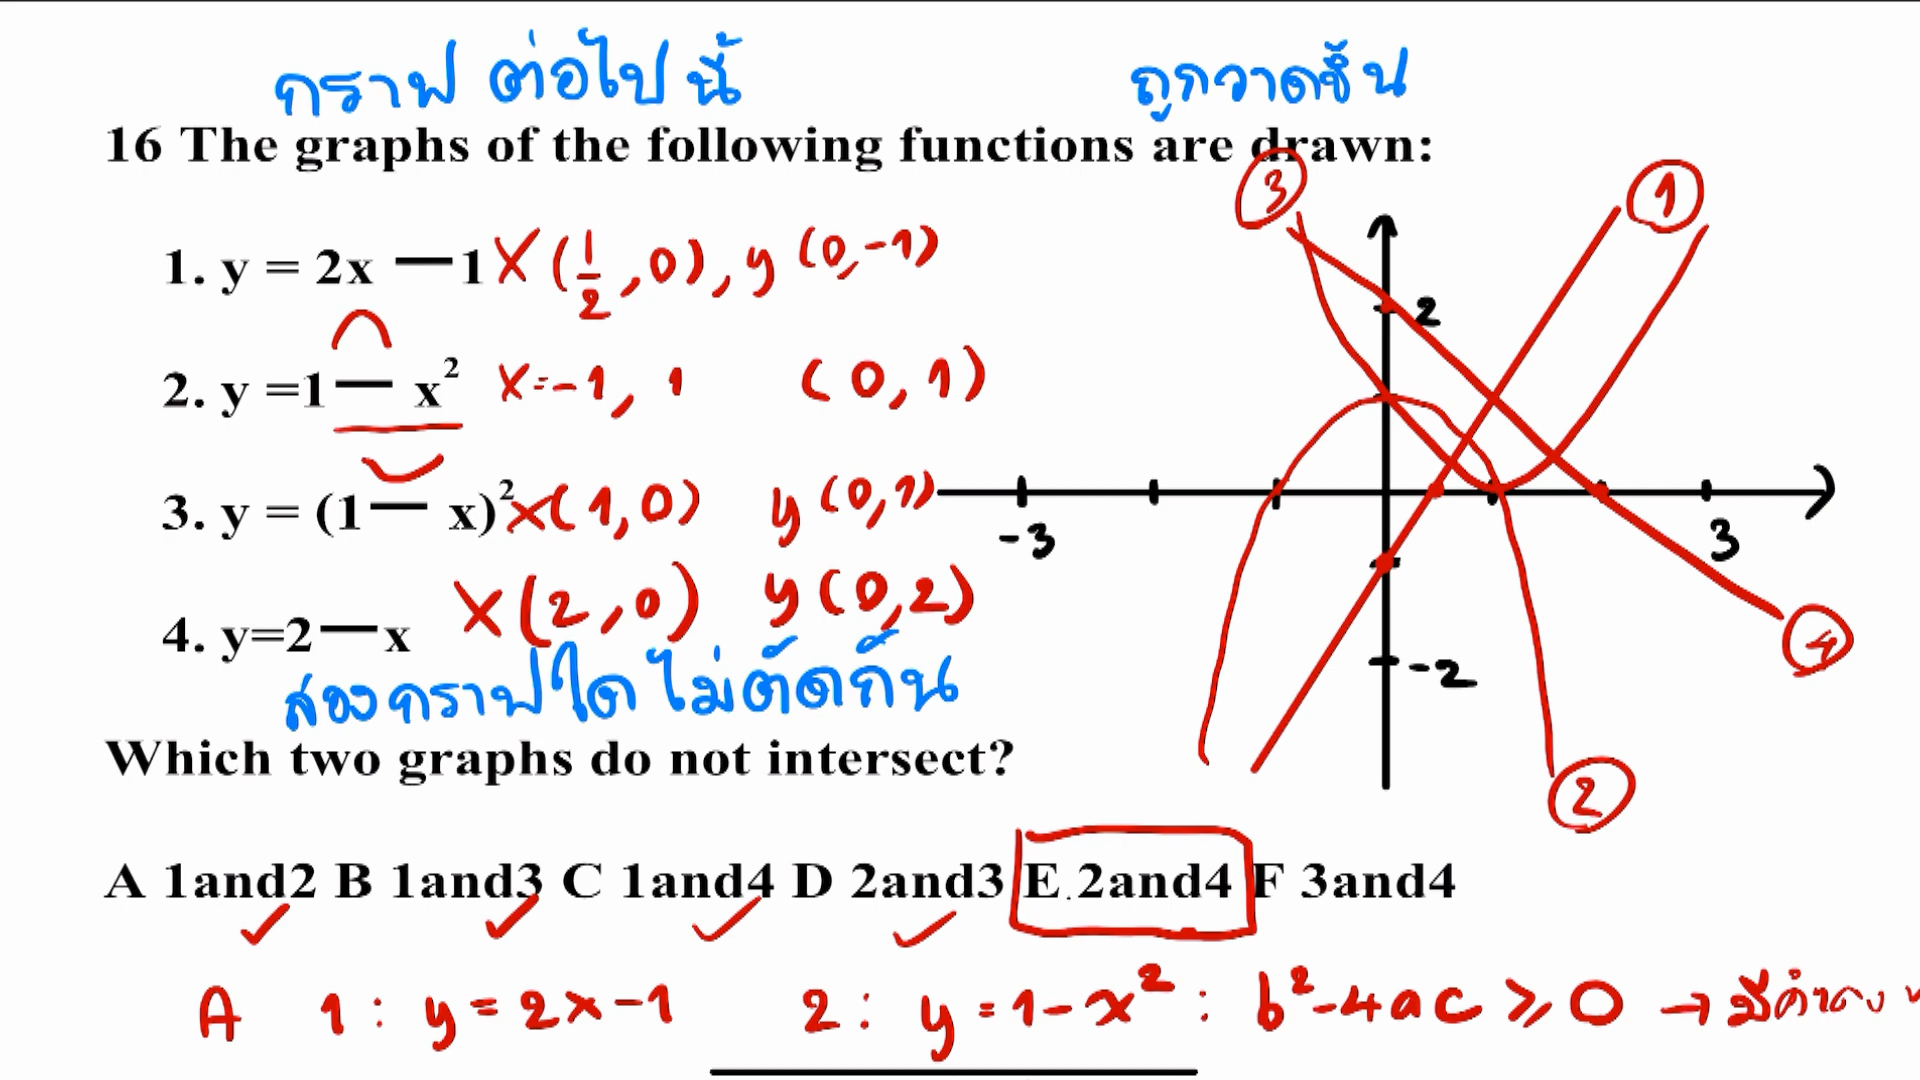 กราฟ ต่อไปนี้ ถูกวาดขึ้น
16 The graphs of the following functions are drawn:
1. y = 2x — 1 X (1/2, 0), y (0, -1)
2. y =1— x² x = -1, 1 (0, 1)
3. y = (1— x)² x(1, 0) y (0, 1)
4. y=2—x x (2, 0) y (0, 2)
3 1
2
-3 3
-2
4
2
สองกราฟใด ไม่ตัดกัน
Which two graphs do not intersect?
A 1and2 B 1and3 C 1and4 D 2and3 E.2and4 F 3and4
A 1 : y = 2x - 1 2 : y = 1 - x² : b² - 4ac ≥ 0 →